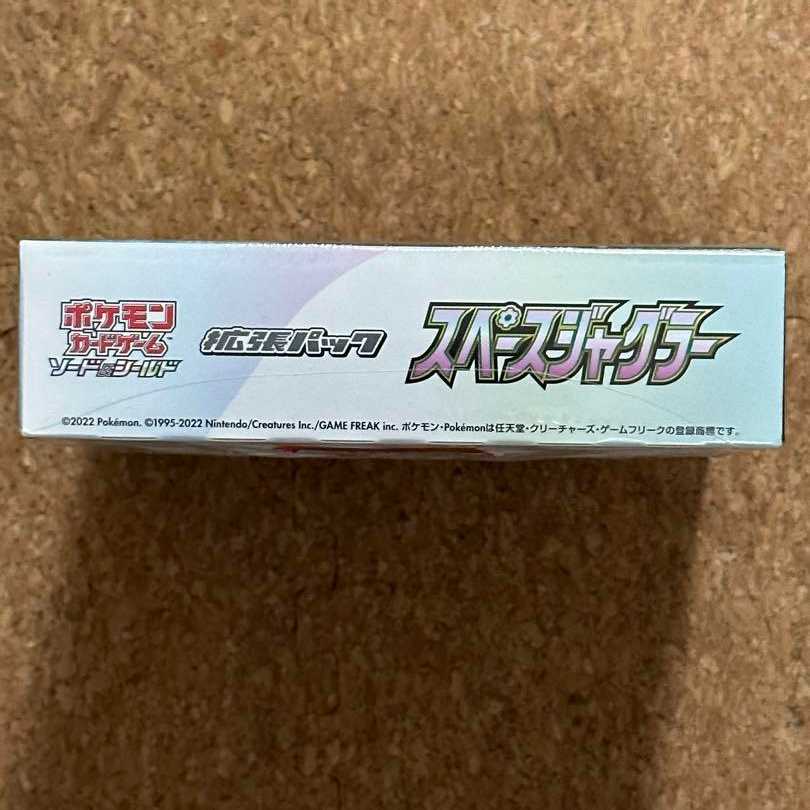 ポケモン
カードゲーム™
ソード&シールド
拡張パック
スペースジャグラー
©2022 Pokémon. ©1995-2022 Nintendo/Creatures Inc./GAME FREAK inc. ポケモン・Pokémonは任天堂・クリーチャーズ・ゲームフリークの登録商標です。